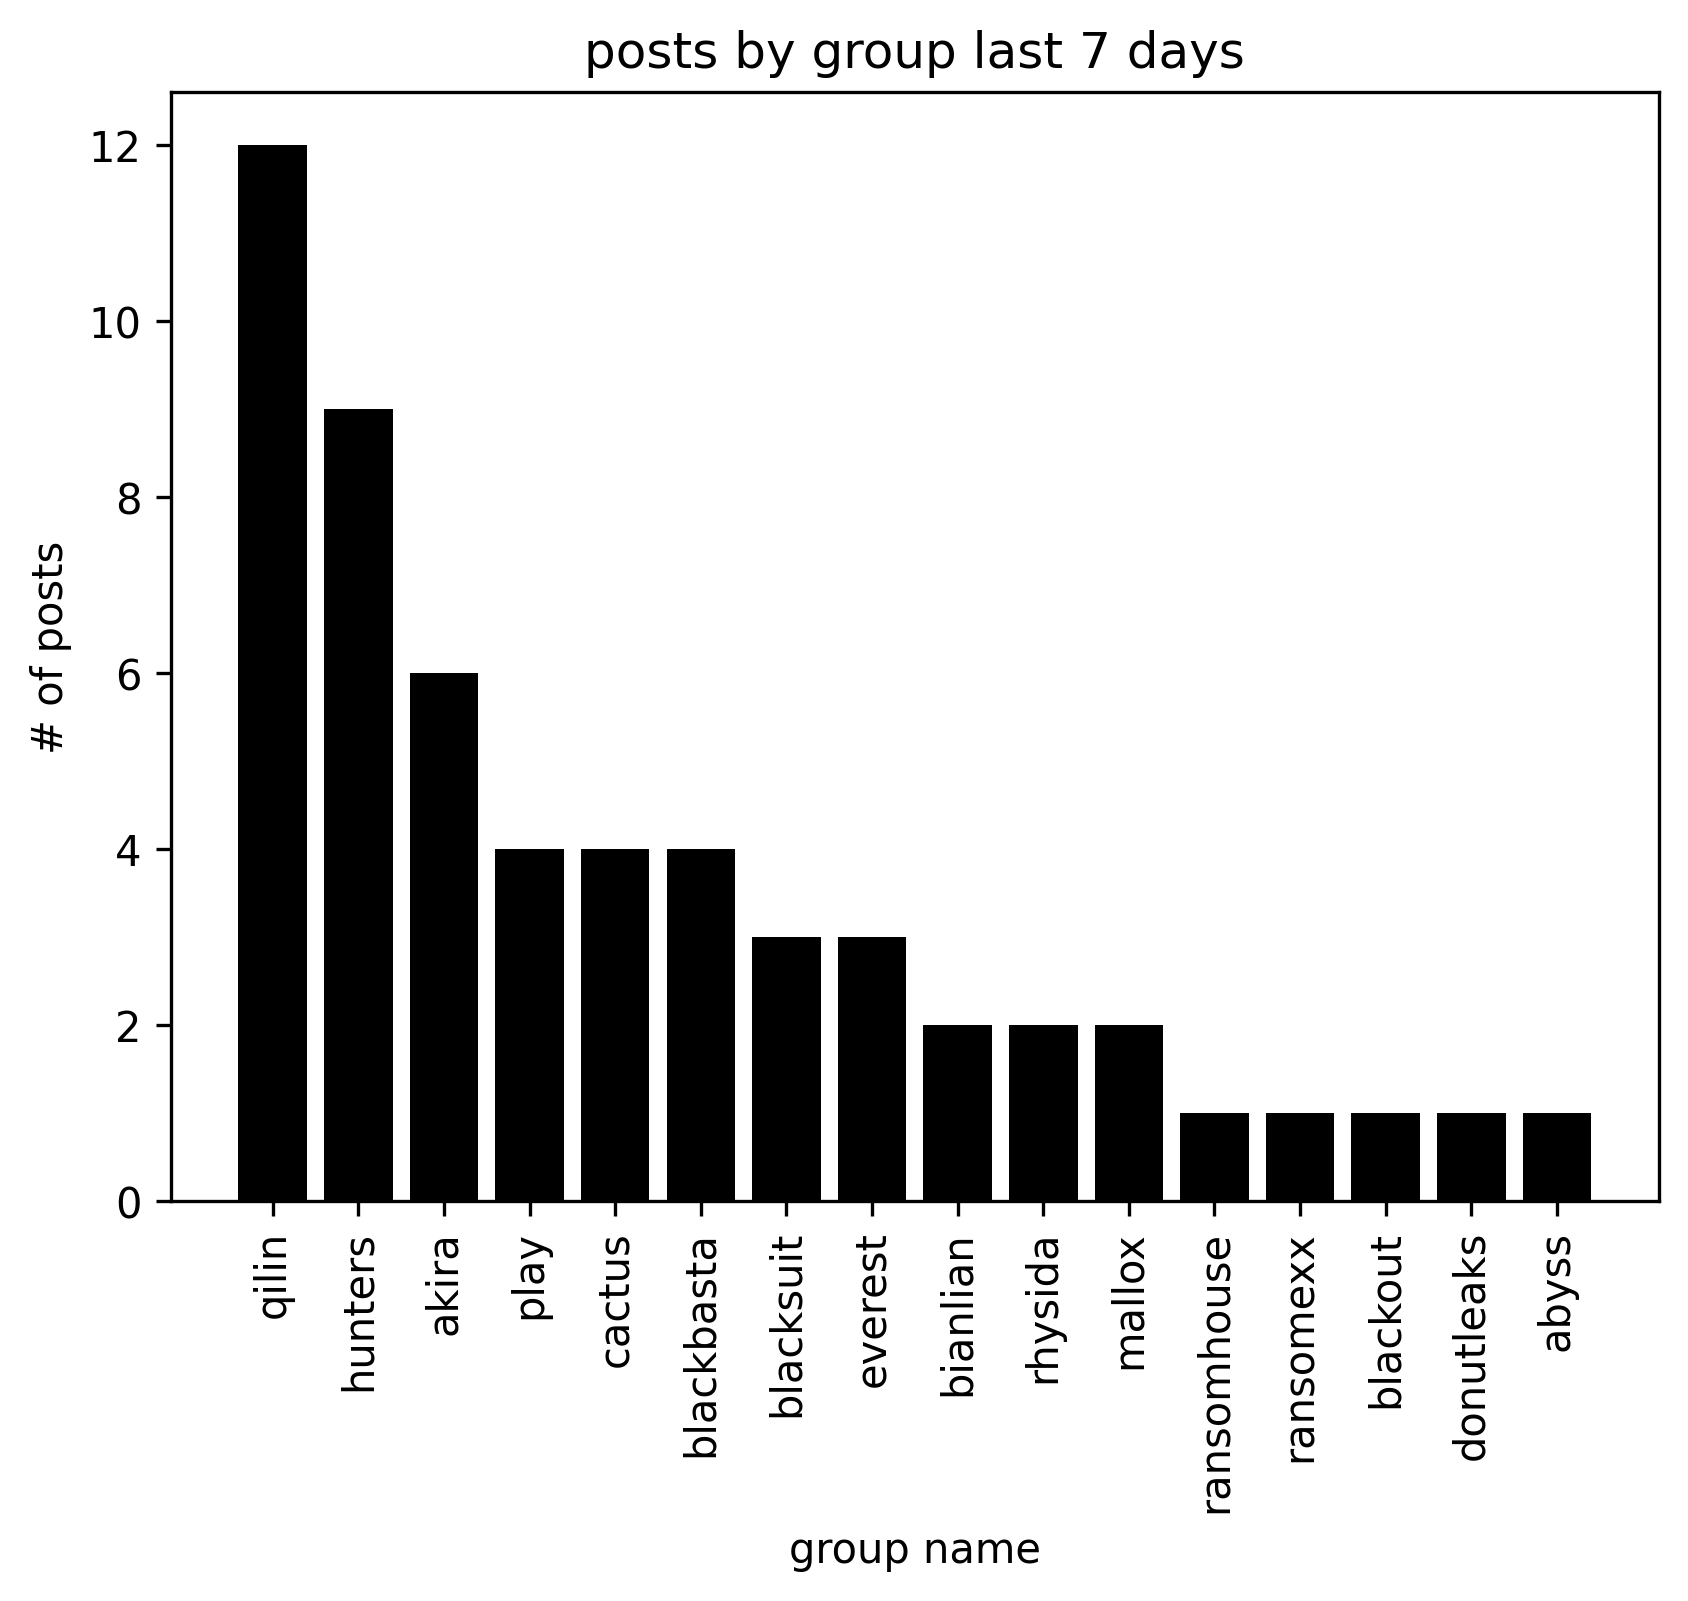 posts by group last 7 days
12
10
8
6
4
2
0
# of posts
qilin
hunters
akira
play
cactus
blackbasta
blacksuit
everest
bianlian
rhysida
mallox
ransomhouse
ransomexx
blackout
donutleaks
abyss
group name